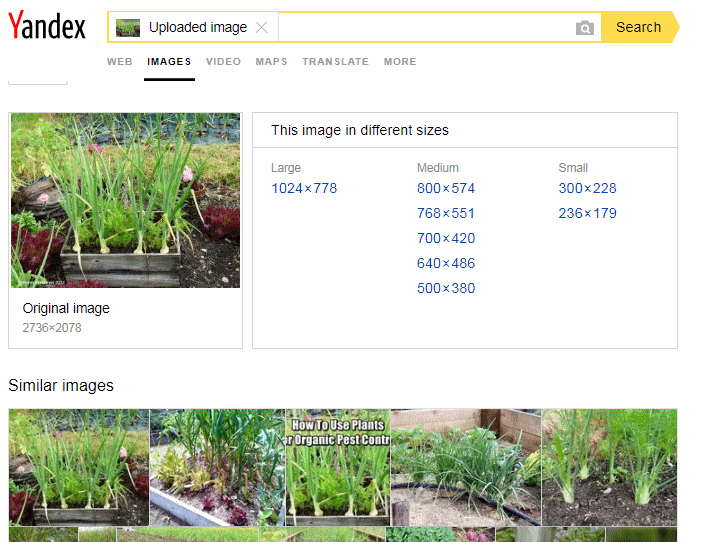 Yandex
Uploaded image
Search
WEB IMAGES VIDEO MAPS TRANSLATE MORE
This image in different sizes
Large Medium Small
1024×778 800×574 300×228
768×551 236×179
700×420
640×486
500×380
Original image
2736×2078
Similar images
How To Use Plants
or Organic Pest Contr